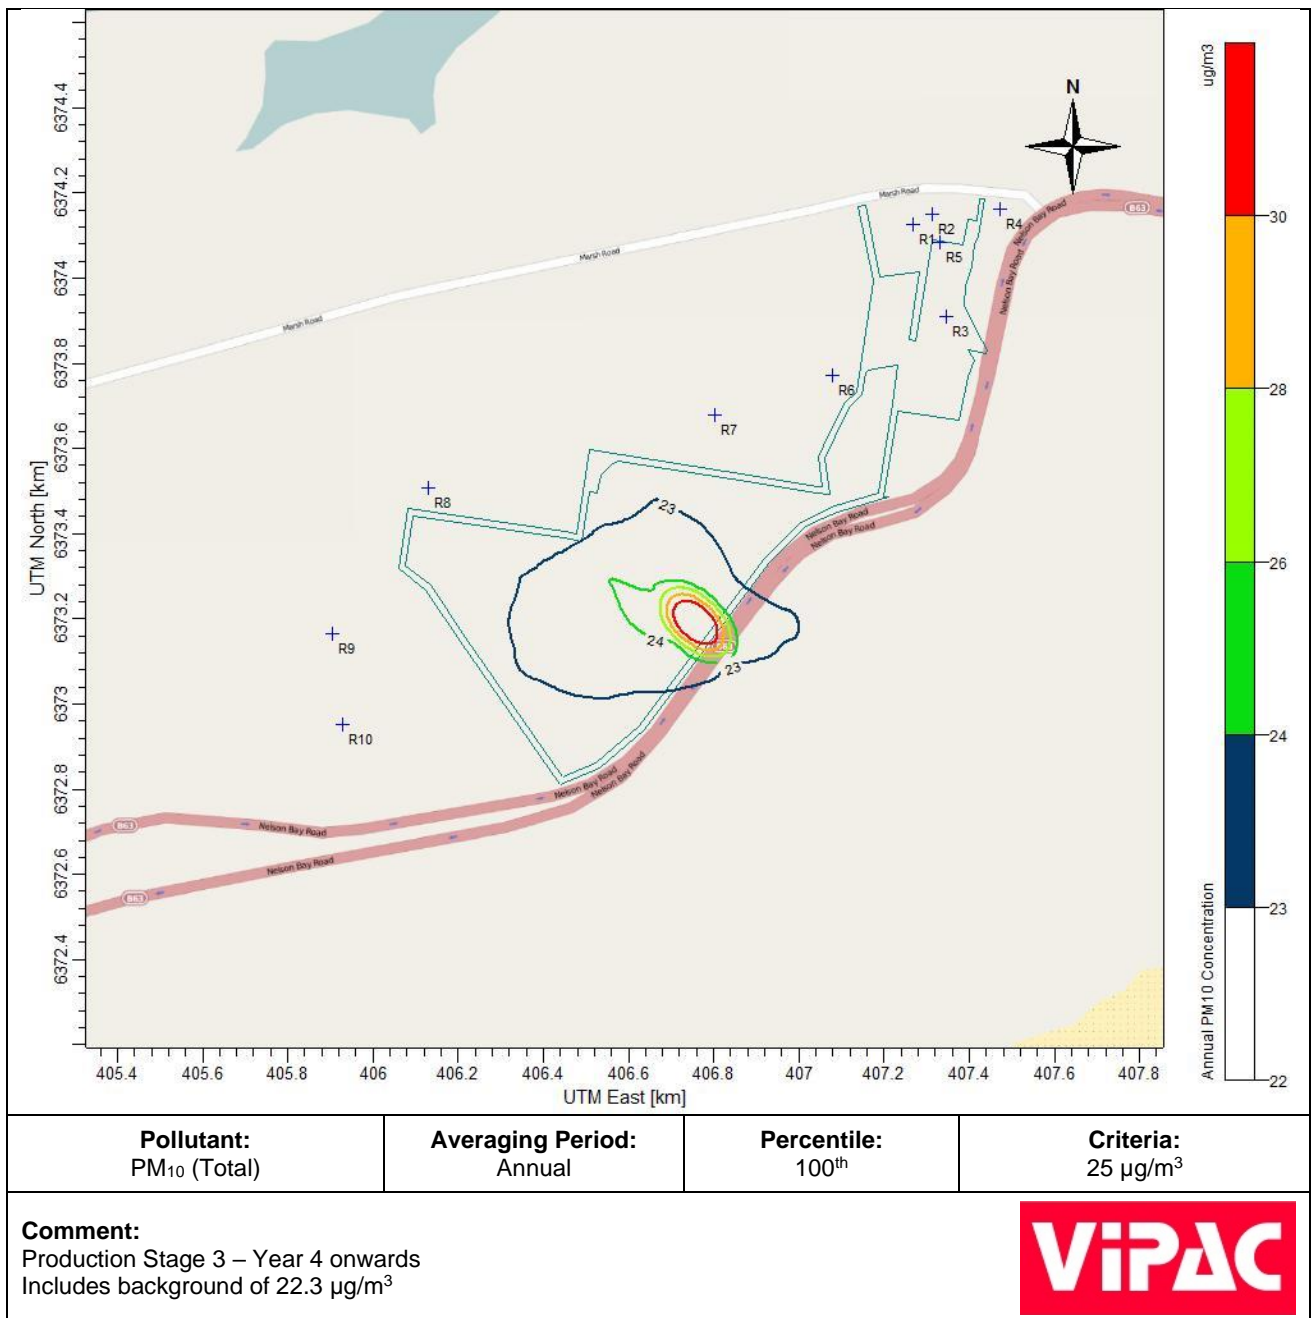 ug/m3
N
6374.4
6374.2
6374
6373.8
6373.6
6373.4
6373.2
6373
6372.8
6372.6
6372.4
UTM North [km]
Marsh Road
Marsh Road
Marsh Road
Nelson Bay Road
B63
R1
R2
R4
R5
R3
R6
R7
R8
R9
R10
Nelson Bay Road
Nelson Bay Road
Nelson Bay Road
23
24
23
Nelson Bay Road
Nelson Bay Road
B63
Nelson Bay Road
Nelson Bay Road
B63
30
28
26
24
23
22
Annual PM10 Concentration
405.4 405.6 405.8 406 406.2 406.4 406.6 406.8 407 407.2 407.4 407.6 407.8
UTM East [km]
Pollutant:
PM₁₀ (Total)
Averaging Period:
Annual
Percentile:
100th
Criteria:
25 µg/m³
Comment:
Production Stage 3 – Year 4 onwards
Includes background of 22.3 µg/m³
ViPAC